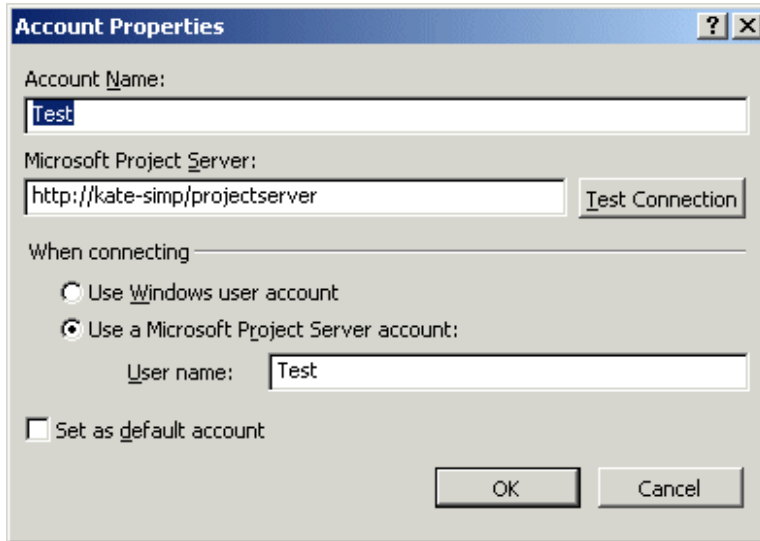 Account Properties
Account Name:
Test
Microsoft Project Server:
http://kate-simp/projectserver
Test Connection
When connecting
Use Windows user account
Use a Microsoft Project Server account:
User name: Test
Set as default account
OK Cancel